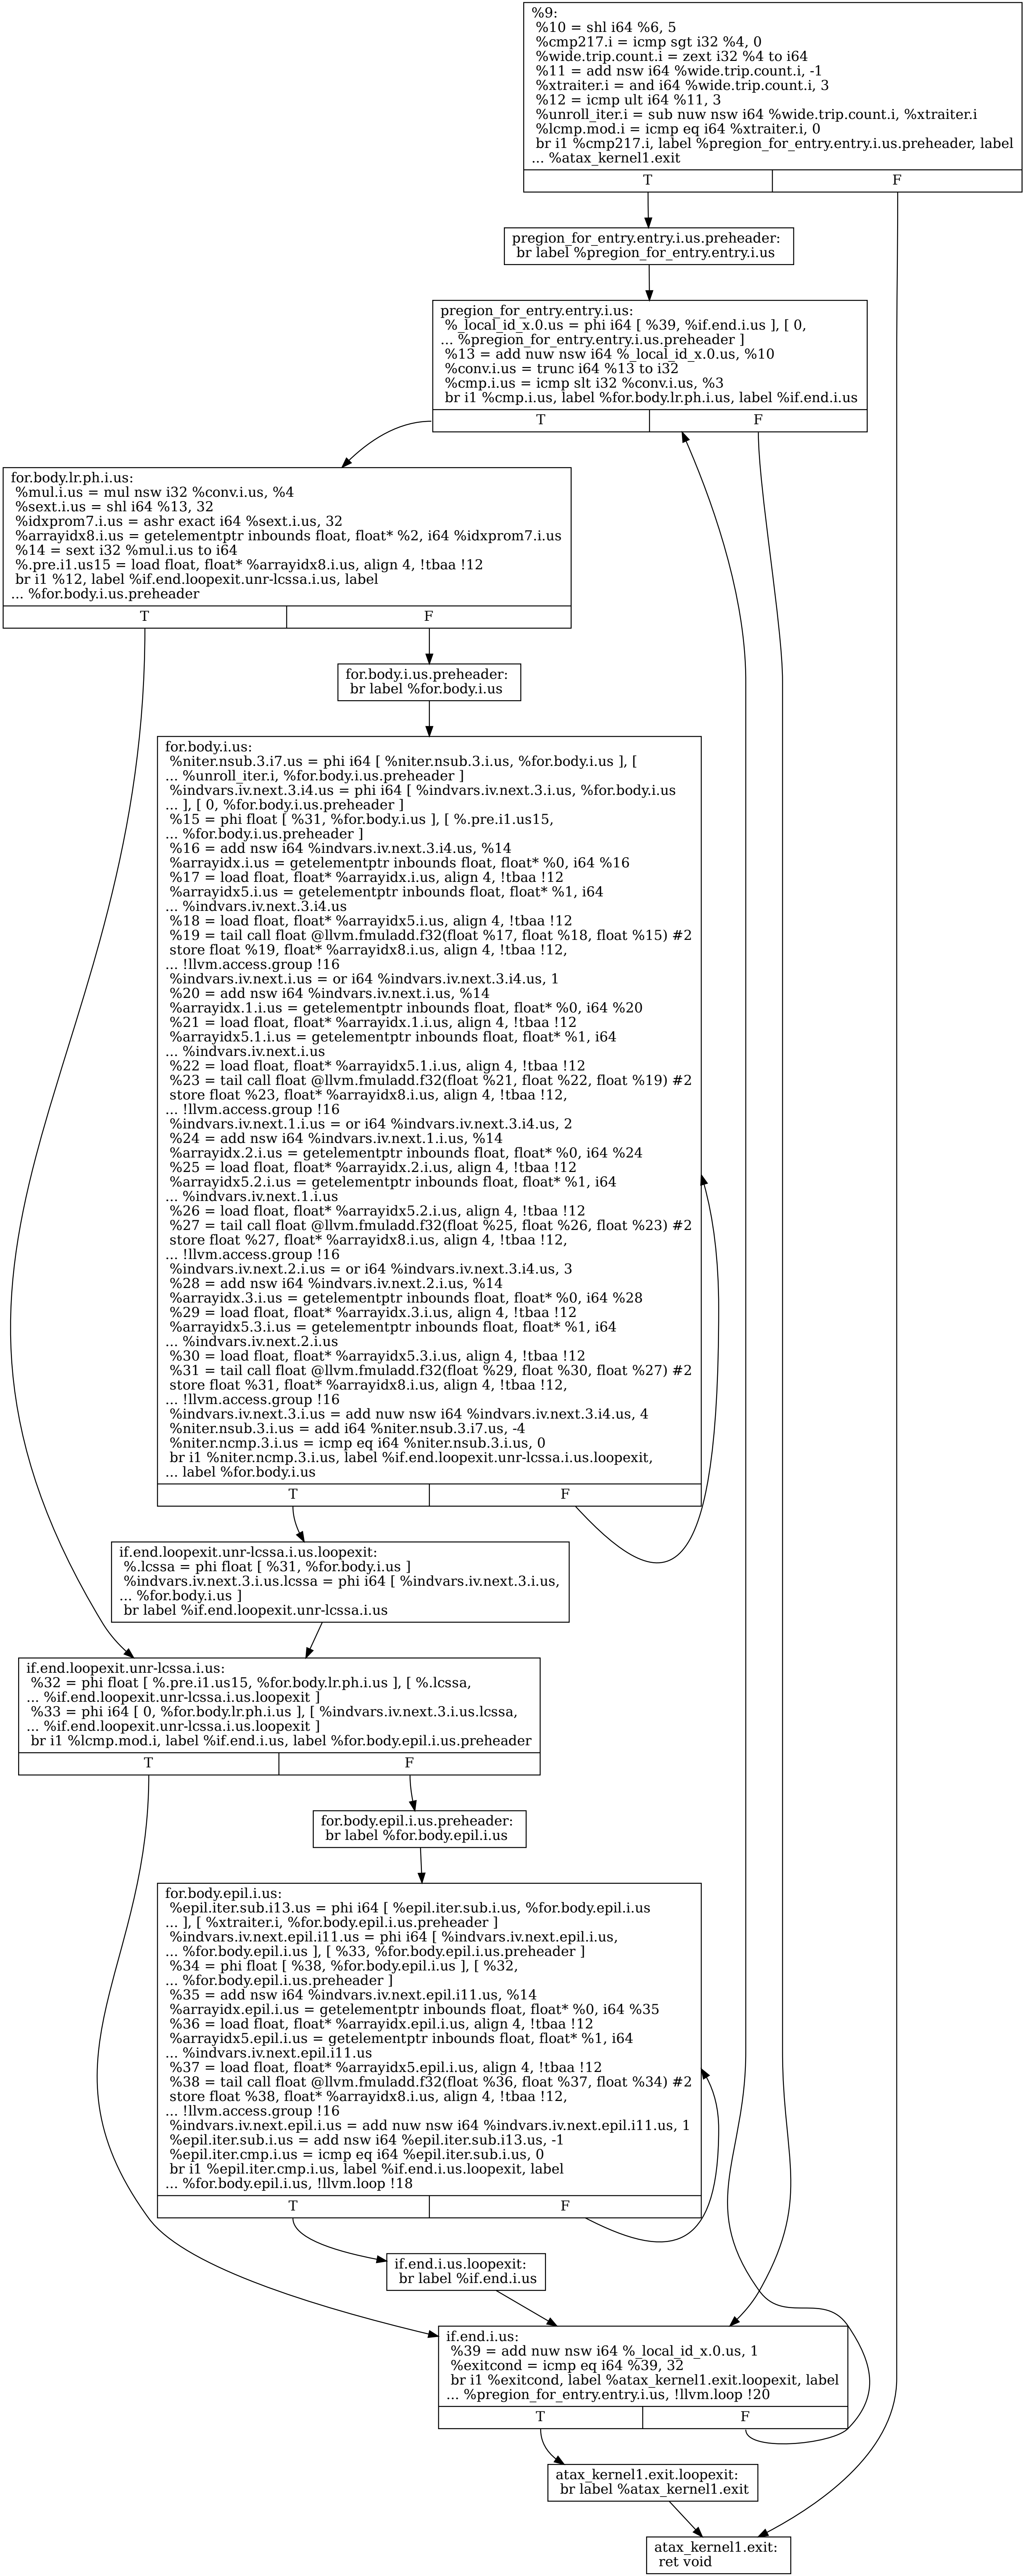 %9:
%10 = shl i64 %6, 5
%cmp217.i = icmp sgt i32 %4, 0
%wide.trip.count.i = zext i32 %4 to i64
%11 = add nsw i64 %wide.trip.count.i, -1
%xtraiter.i = and i64 %wide.trip.count.i, 3
%12 = icmp ult i64 %11, 3
%unroll_iter.i = sub nuw nsw i64 %wide.trip.count.i, %xtraiter.i
%lcmp.mod.i = icmp eq i64 %xtraiter.i, 0
br i1 %cmp217.i, label %pregion_for_entry.entry.i.us.preheader, label
... %atax_kernel1.exit
T F
pregion_for_entry.entry.i.us.preheader:
br label %pregion_for_entry.entry.i.us
pregion_for_entry.entry.i.us:
%_local_id_x.0.us = phi i64 [ %39, %if.end.i.us ], [ 0,
... %pregion_for_entry.entry.i.us.preheader ]
%13 = add nuw nsw i64 %_local_id_x.0.us, %10
%conv.i.us = trunc i64 %13 to i32
%cmp.i.us = icmp slt i32 %conv.i.us, %3
br i1 %cmp.i.us, label %for.body.lr.ph.i.us, label %if.end.i.us
T F
for.body.lr.ph.i.us:
%mul.i.us = mul nsw i32 %conv.i.us, %4
%sext.i.us = shl i64 %13, 32
%idxprom7.i.us = ashr exact i64 %sext.i.us, 32
%arrayidx8.i.us = getelementptr inbounds float, float* %2, i64 %idxprom7.i.us
%14 = sext i32 %mul.i.us to i64
%.pre.i1.us15 = load float, float* %arrayidx8.i.us, align 4, !tbaa !12
br i1 %12, label %if.end.loopexit.unr-lcssa.i.us, label
... %for.body.i.us.preheader
T F
for.body.i.us.preheader:
br label %for.body.i.us
for.body.i.us:
%niter.nsub.3.i7.us = phi i64 [ %niter.nsub.3.i.us, %for.body.i.us ], [
... %unroll_iter.i, %for.body.i.us.preheader ]
%indvars.iv.next.3.i4.us = phi i64 [ %indvars.iv.next.3.i.us, %for.body.i.us
... ], [ 0, %for.body.i.us.preheader ]
%15 = phi float [ %31, %for.body.i.us ], [ %.pre.i1.us15,
... %for.body.i.us.preheader ]
%16 = add nsw i64 %indvars.iv.next.3.i4.us, %14
%arrayidx.i.us = getelementptr inbounds float, float* %0, i64 %16
%17 = load float, float* %arrayidx.i.us, align 4, !tbaa !12
%arrayidx5.i.us = getelementptr inbounds float, float* %1, i64
... %indvars.iv.next.3.i4.us
%18 = load float, float* %arrayidx5.i.us, align 4, !tbaa !12
%19 = tail call float @llvm.fmuladd.f32(float %17, float %18, float %15) #2
store float %19, float* %arrayidx8.i.us, align 4, !tbaa !12,
... !llvm.access.group !16
%indvars.iv.next.i.us = or i64 %indvars.iv.next.3.i4.us, 1
%20 = add nsw i64 %indvars.iv.next.i.us, %14
%arrayidx.1.i.us = getelementptr inbounds float, float* %0, i64 %20
%21 = load float, float* %arrayidx.1.i.us, align 4, !tbaa !12
%arrayidx5.1.i.us = getelementptr inbounds float, float* %1, i64
... %indvars.iv.next.i.us
%22 = load float, float* %arrayidx5.1.i.us, align 4, !tbaa !12
%23 = tail call float @llvm.fmuladd.f32(float %21, float %22, float %19) #2
store float %23, float* %arrayidx8.i.us, align 4, !tbaa !12,
... !llvm.access.group !16
%indvars.iv.next.1.i.us = or i64 %indvars.iv.next.3.i4.us, 2
%24 = add nsw i64 %indvars.iv.next.1.i.us, %14
%arrayidx.2.i.us = getelementptr inbounds float, float* %0, i64 %24
%25 = load float, float* %arrayidx.2.i.us, align 4, !tbaa !12
%arrayidx5.2.i.us = getelementptr inbounds float, float* %1, i64
... %indvars.iv.next.1.i.us
%26 = load float, float* %arrayidx5.2.i.us, align 4, !tbaa !12
%27 = tail call float @llvm.fmuladd.f32(float %25, float %26, float %23) #2
store float %27, float* %arrayidx8.i.us, align 4, !tbaa !12,
... !llvm.access.group !16
%indvars.iv.next.2.i.us = or i64 %indvars.iv.next.3.i4.us, 3
%28 = add nsw i64 %indvars.iv.next.2.i.us, %14
%arrayidx.3.i.us = getelementptr inbounds float, float* %0, i64 %28
%29 = load float, float* %arrayidx.3.i.us, align 4, !tbaa !12
%arrayidx5.3.i.us = getelementptr inbounds float, float* %1, i64
... %indvars.iv.next.2.i.us
%30 = load float, float* %arrayidx5.3.i.us, align 4, !tbaa !12
%31 = tail call float @llvm.fmuladd.f32(float %29, float %30, float %27) #2
store float %31, float* %arrayidx8.i.us, align 4, !tbaa !12,
... !llvm.access.group !16
%indvars.iv.next.3.i.us = add nuw nsw i64 %indvars.iv.next.3.i4.us, 4
%niter.nsub.3.i.us = add i64 %niter.nsub.3.i7.us, -4
%niter.ncmp.3.i.us = icmp eq i64 %niter.nsub.3.i.us, 0
br i1 %niter.ncmp.3.i.us, label %if.end.loopexit.unr-lcssa.i.us.loopexit,
... label %for.body.i.us
T F
if.end.loopexit.unr-lcssa.i.us.loopexit:
%.lcssa = phi float [ %31, %for.body.i.us ]
%indvars.iv.next.3.i.us.lcssa = phi i64 [ %indvars.iv.next.3.i.us,
... %for.body.i.us ]
br label %if.end.loopexit.unr-lcssa.i.us
if.end.loopexit.unr-lcssa.i.us:
%32 = phi float [ %.pre.i1.us15, %for.body.lr.ph.i.us ], [ %.lcssa,
... %if.end.loopexit.unr-lcssa.i.us.loopexit ]
%33 = phi i64 [ 0, %for.body.lr.ph.i.us ], [ %indvars.iv.next.3.i.us.lcssa,
... %if.end.loopexit.unr-lcssa.i.us.loopexit ]
br i1 %lcmp.mod.i, label %if.end.i.us, label %for.body.epil.i.us.preheader
T F
for.body.epil.i.us.preheader:
br label %for.body.epil.i.us
for.body.epil.i.us:
%epil.iter.sub.i13.us = phi i64 [ %epil.iter.sub.i.us, %for.body.epil.i.us
... ], [ %xtraiter.i, %for.body.epil.i.us.preheader ]
%indvars.iv.next.epil.i11.us = phi i64 [ %indvars.iv.next.epil.i.us,
... %for.body.epil.i.us ], [ %33, %for.body.epil.i.us.preheader ]
%34 = phi float [ %38, %for.body.epil.i.us ], [ %32,
... %for.body.epil.i.us.preheader ]
%35 = add nsw i64 %indvars.iv.next.epil.i11.us, %14
%arrayidx.epil.i.us = getelementptr inbounds float, float* %0, i64 %35
%36 = load float, float* %arrayidx.epil.i.us, align 4, !tbaa !12
%arrayidx5.epil.i.us = getelementptr inbounds float, float* %1, i64
... %indvars.iv.next.epil.i11.us
%37 = load float, float* %arrayidx5.epil.i.us, align 4, !tbaa !12
%38 = tail call float @llvm.fmuladd.f32(float %36, float %37, float %34) #2
store float %38, float* %arrayidx8.i.us, align 4, !tbaa !12,
... !llvm.access.group !16
%indvars.iv.next.epil.i.us = add nuw nsw i64 %indvars.iv.next.epil.i11.us, 1
%epil.iter.sub.i.us = add nsw i64 %epil.iter.sub.i13.us, -1
%epil.iter.cmp.i.us = icmp eq i64 %epil.iter.sub.i.us, 0
br i1 %epil.iter.cmp.i.us, label %if.end.i.us.loopexit, label
... %for.body.epil.i.us, !llvm.loop !18
T F
if.end.i.us.loopexit:
br label %if.end.i.us
if.end.i.us:
%39 = add nuw nsw i64 %_local_id_x.0.us, 1
%exitcond = icmp eq i64 %39, 32
br i1 %exitcond, label %atax_kernel1.exit.loopexit, label
... %pregion_for_entry.entry.i.us, !llvm.loop !20
T F
atax_kernel1.exit.loopexit:
br label %atax_kernel1.exit
atax_kernel1.exit:
ret void